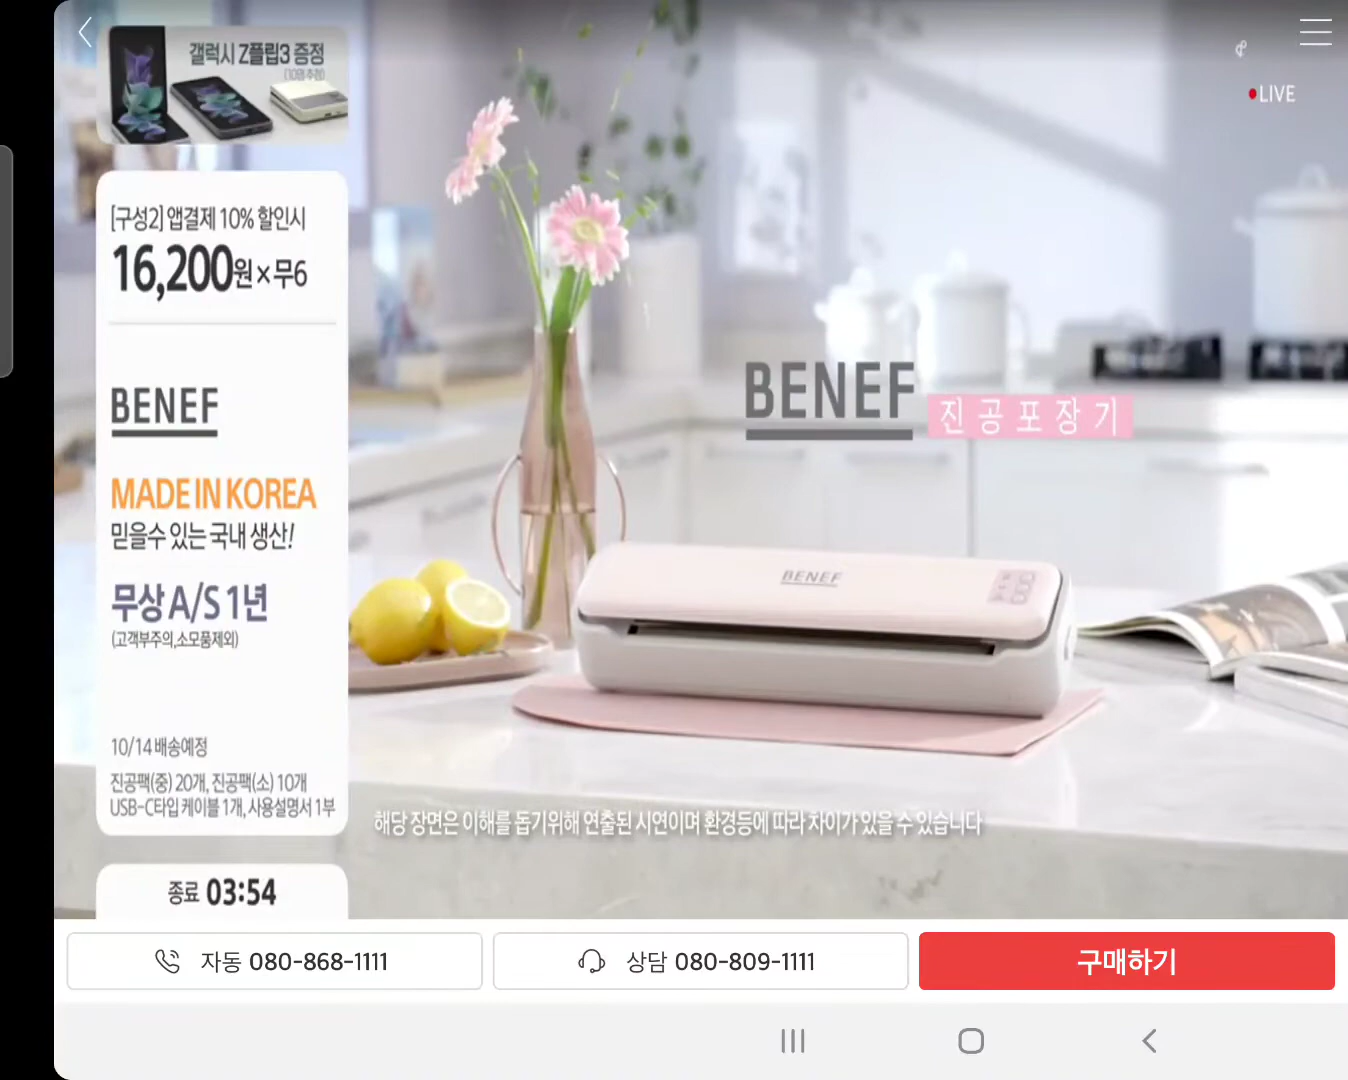 갤럭시 Z플립3 증정
(10명추첨)
LIVE
[구성2] 앱결제 10% 할인시
16,200원×무6
BENEF
MADE IN KOREA
믿을수 있는 국내 생산!
무상 A/S 1년
(고객부주의,소모품제외)
10/14 배송예정
진공팩(중) 20개, 진공팩(소) 10개
USB-C타입 케이블 1개, 사용설명서 1부
종료 03:54
BENEF 진공포장기
BENEF
해당 장면은 이해를 돕기위해 연출된 시연이며 환경등에 따라 차이가 있을 수 있습니다
자동 080-868-1111
상담 080-809-1111
구매하기